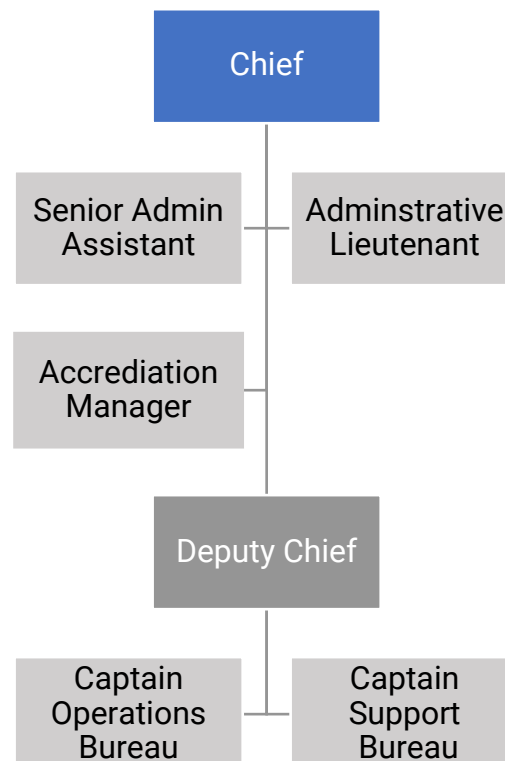 Chief
Senior Admin
Assistant
Adminstrative
Lieutenant
Accrediation
Manager
Deputy Chief
Captain
Operations
Bureau
Captain
Support
Bureau